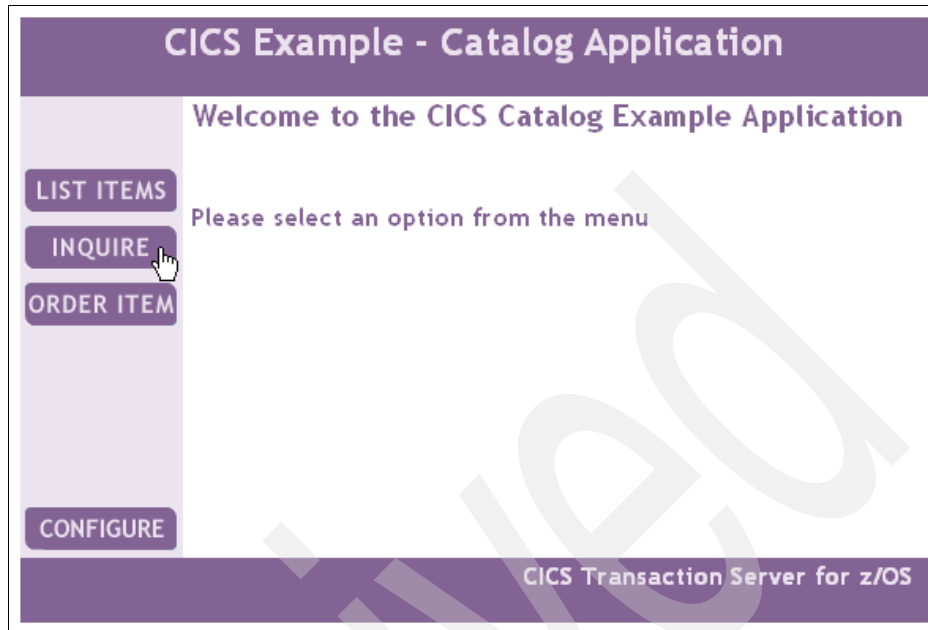 CICS Example - Catalog Application
Welcome to the CICS Catalog Example Application
LIST ITEMS
Please select an option from the menu
INQUIRE
ORDER ITEM
CONFIGURE
CICS Transaction Server for z/OS